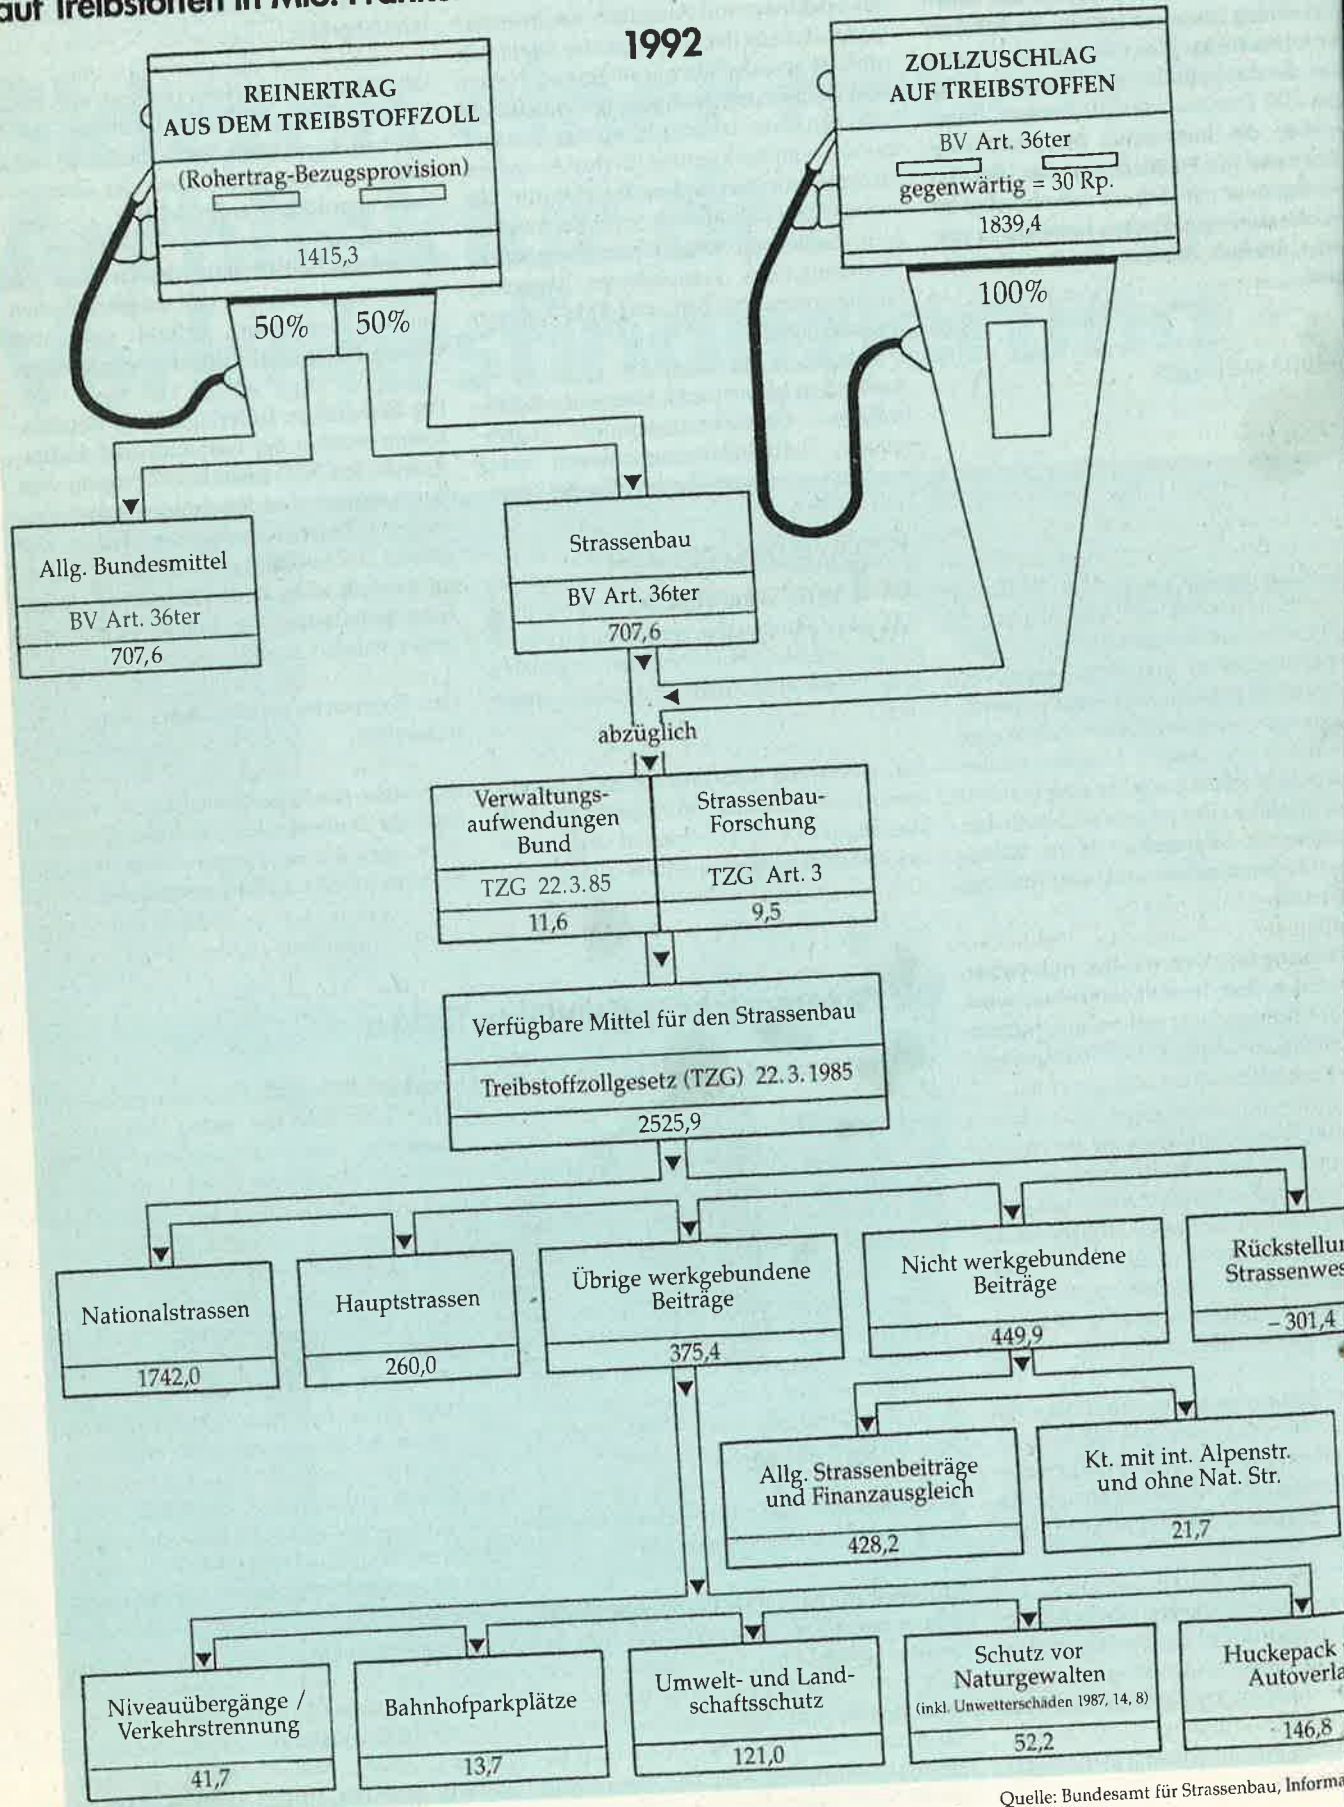 auf Treibstoffen in Mio.
1992
REINERTRAG
AUS DEM TREIBSTOFFZOLL
(Rohertrag-Bezugsprovision)
1415,3
50% 50%
ZOLLZUSCHLAG
AUF TREIBSTOFFEN
BV Art. 36ter
gegenwärtig = 30 Rp.
1839,4
100%
Allg. Bundesmittel
BV Art. 36ter
707,6
Strassenbau
BV Art. 36ter
707,6
abzüglich
Verwaltungs-
aufwendungen
Bund
TZG 22.3.85
11,6
Strassenbau-
Forschung
TZG Art. 3
9,5
Verfügbare Mittel für den Strassenbau
Treibstoffzollgesetz (TZG) 22.3.1985
2525,9
Nationalstrassen
1742,0
Hauptstrassen
260,0
Übrige werkgebundene
Beiträge
375,4
Nicht werkgebundene
Beiträge
449,9
Rückstellu
Strassenwes
– 301,4
Allg. Strassenbeiträge
und Finanzausgleich
428,2
Kt. mit int. Alpenstr.
und ohne Nat. Str.
21,7
Niveauübergänge /
Verkehrstrennung
41,7
Bahnhofparkplätze
13,7
Umwelt- und Land-
schaftsschutz
121,0
Schutz vor
Naturgewalten
(inkl. Unwetterschäden 1987, 14, 8)
52,2
Huckepack
Autoverla
146,8
Quelle: Bundesamt für Strassenbau, Informa